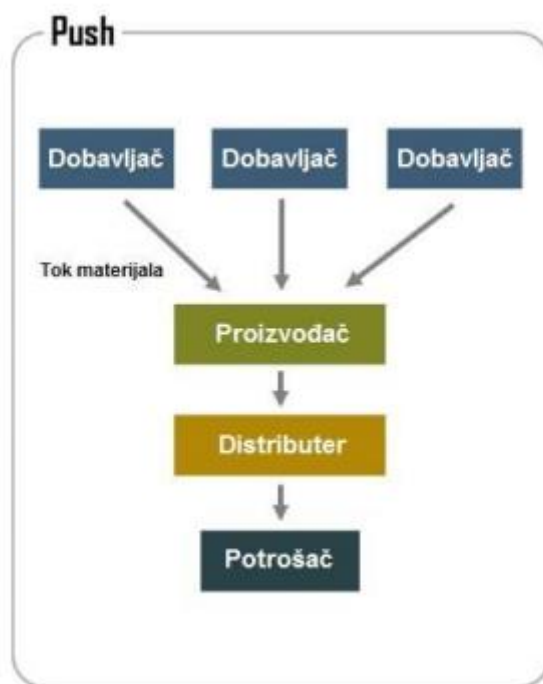 Push
Dobavljač
Dobavljač
Dobavljač
Tok materijala
Proizvođač
Distributer
Potrošač